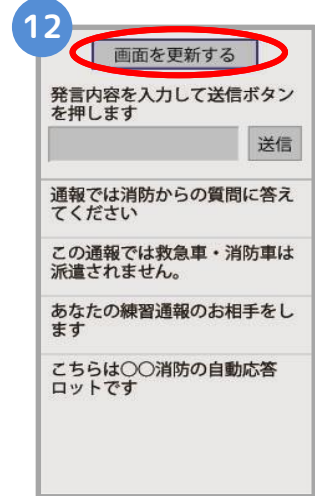 12
画面を更新する
発言内容を入力して送信ボタン
を押します
送信
通報では消防からの質問に答え
てください
この通報では救急車・消防車は
派遣されません。
あなたの練習通報のお相手をし
ます
こちらは○○消防の自動応答
ロットです